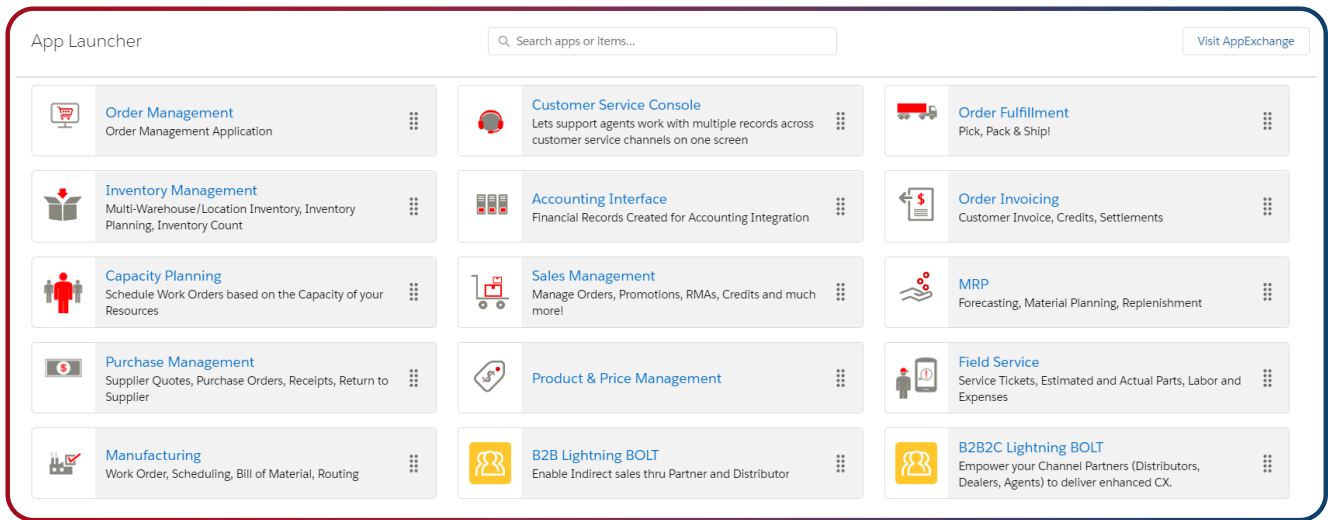 App Launcher
Search apps or items...
Visit AppExchange
Order Management
Order Management Application
Customer Service Console
Lets support agents work with multiple records across
customer service channels on one screen
Order Fulfillment
Pick, Pack & Ship!
Inventory Management
Multi-Warehouse/Location Inventory, Inventory
Planning, Inventory Count
Accounting Interface
Financial Records Created for Accounting Integration
Order Invoicing
Customer Invoice, Credits, Settlements
Capacity Planning
Schedule Work Orders based on the Capacity of your
Resources
Sales Management
Manage Orders, Promotions, RMAs, Credits and much
more!
MRP
Forecasting, Material Planning, Replenishment
Purchase Management
Supplier Quotes, Purchase Orders, Receipts, Return to
Supplier
Product & Price Management
Field Service
Service Tickets, Estimated and Actual Parts, Labor and
Expenses
Manufacturing
Work Order, Scheduling, Bill of Material, Routing
B2B Lightning BOLT
Enable Indirect sales thru Partner and Distributor
B2B2C Lightning BOLT
Empower your Channel Partners (Distributors,
Dealers, Agents) to deliver enhanced CX.